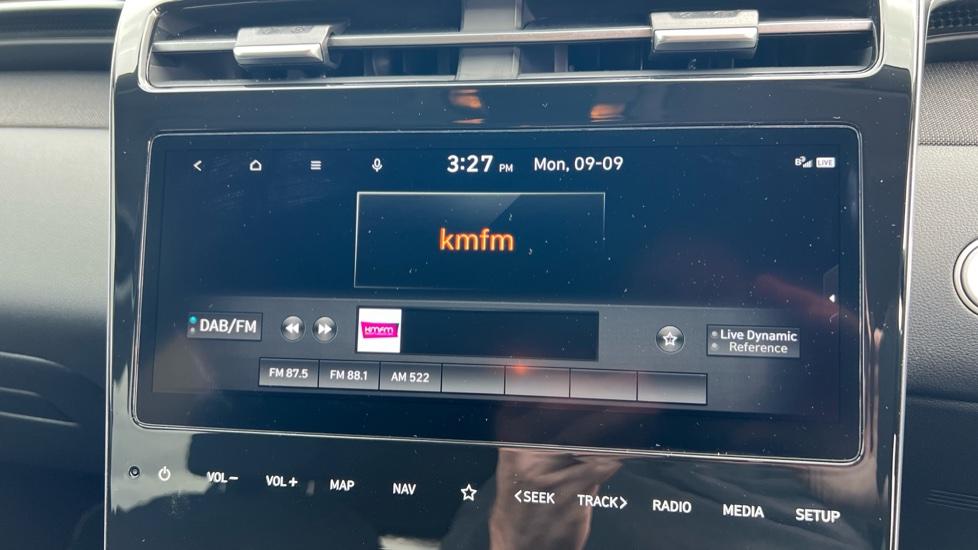 3:27 PM Mon, 09-09 LIVE
kmfm
DAB/FM
kmfm
Live Dynamic
Reference
FM 87.5 FM 88.1 AM 522
VOL− VOL+ MAP NAV <SEEK TRACK> RADIO MEDIA SETUP